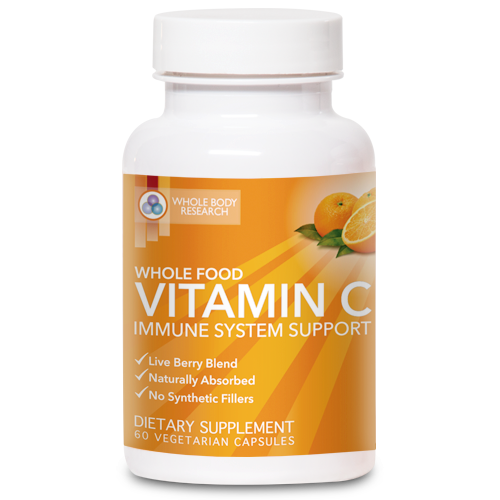 WHOLE BODY
RESEARCH
WHOLE FOOD
VITAMIN C
IMMUNE SYSTEM SUPPORT
Live Berry Blend
Naturally Absorbed
No Synthetic Fillers
DIETARY SUPPLEMENT
60 VEGETARIAN CAPSULES